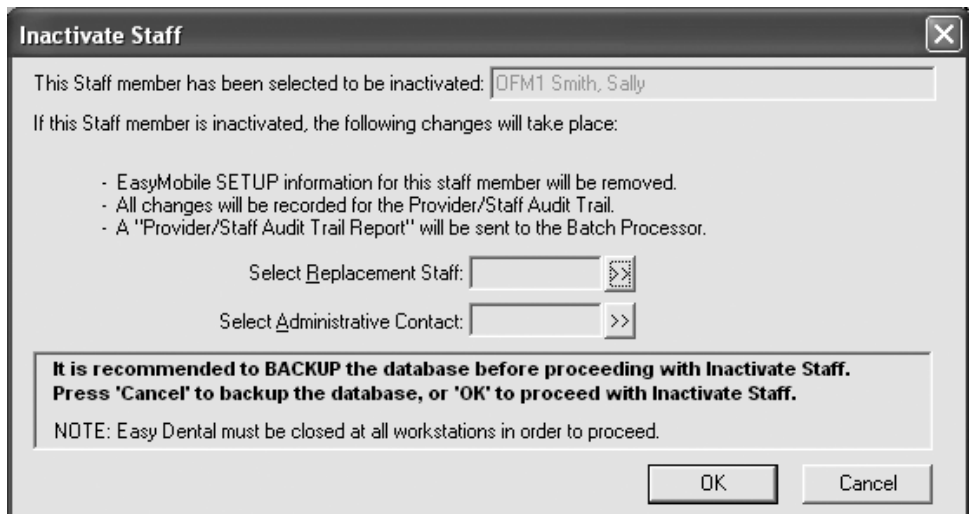 Inactivate Staff
This Staff member has been selected to be inactivated: OFM1 Smith, Sally
If this Staff member is inactivated, the following changes will take place:
- EasyMobile SETUP information for this staff member will be removed.
- All changes will be recorded for the Provider/Staff Audit Trail.
- A "Provider/Staff Audit Trail Report" will be sent to the Batch Processor.
Select Replacement Staff: >>
Select Administrative Contact: >>
It is recommended to BACKUP the database before proceeding with Inactivate Staff.
Press 'Cancel' to backup the database, or 'OK' to proceed with Inactivate Staff.
NOTE: Easy Dental must be closed at all workstations in order to proceed.
OK Cancel